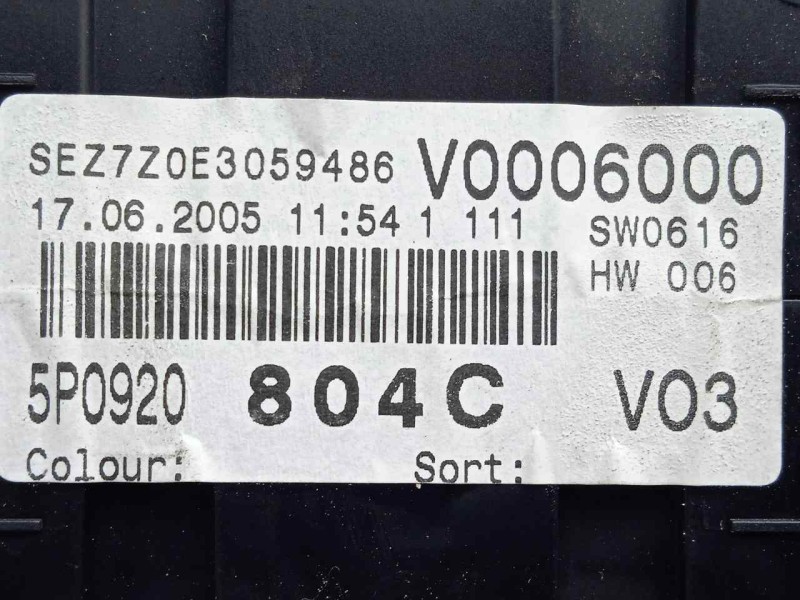 SEZ7Z0E3059486 V0006000
17.06.2005 11:54 1 111 SW0616
HW 006
5P0920 804C V03
Colour: Sort: